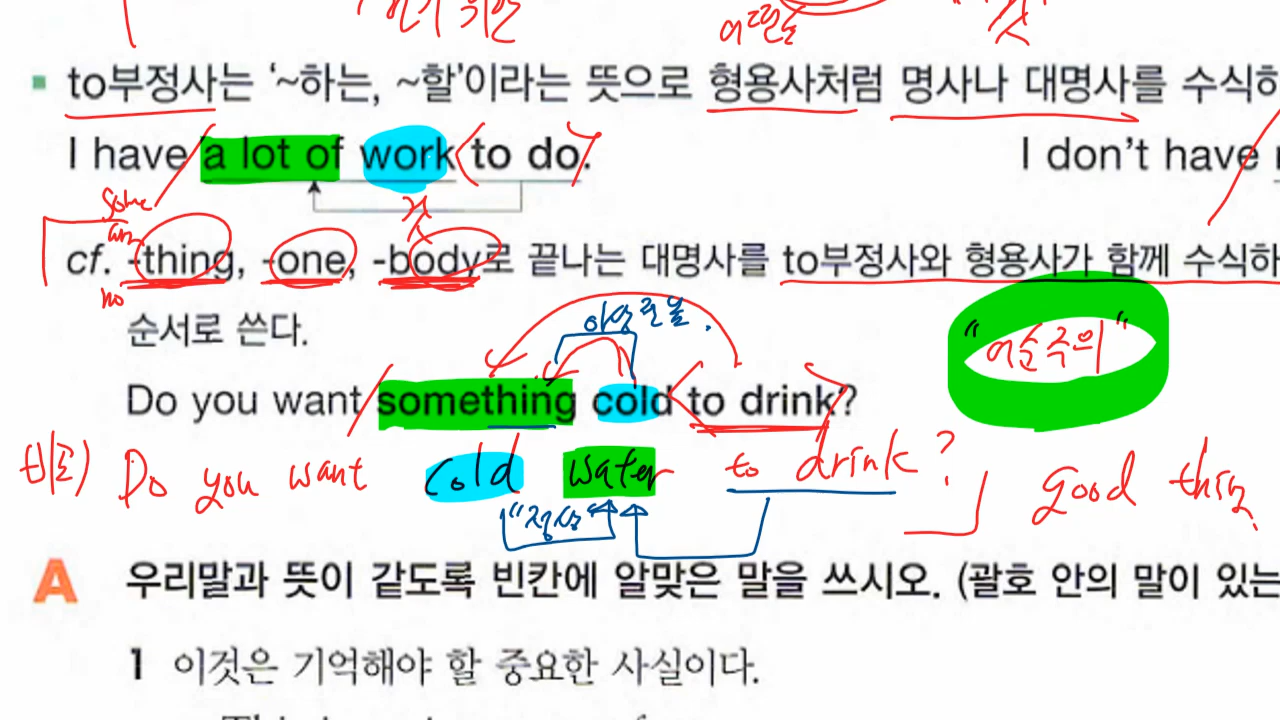 to부정사는 '~하는, ~할'이라는 뜻으로 형용사처럼 명사나 대명사를 수식하
I have a lot of work to do. I don't have
some
any
cf. -thing, -one, -body로 끝나는 대명사를 to부정사와 형용사가 함께 수식하
no
순서로 쓴다.
"어순주의"
Do you want something cold to drink?
비교) Do you want cold water to drink? Good thing.
"정상"
A 우리말과 뜻이 같도록 빈칸에 알맞은 말을 쓰시오. (괄호 안의 말이 있는
1 이것은 기억해야 할 중요한 사실이다.